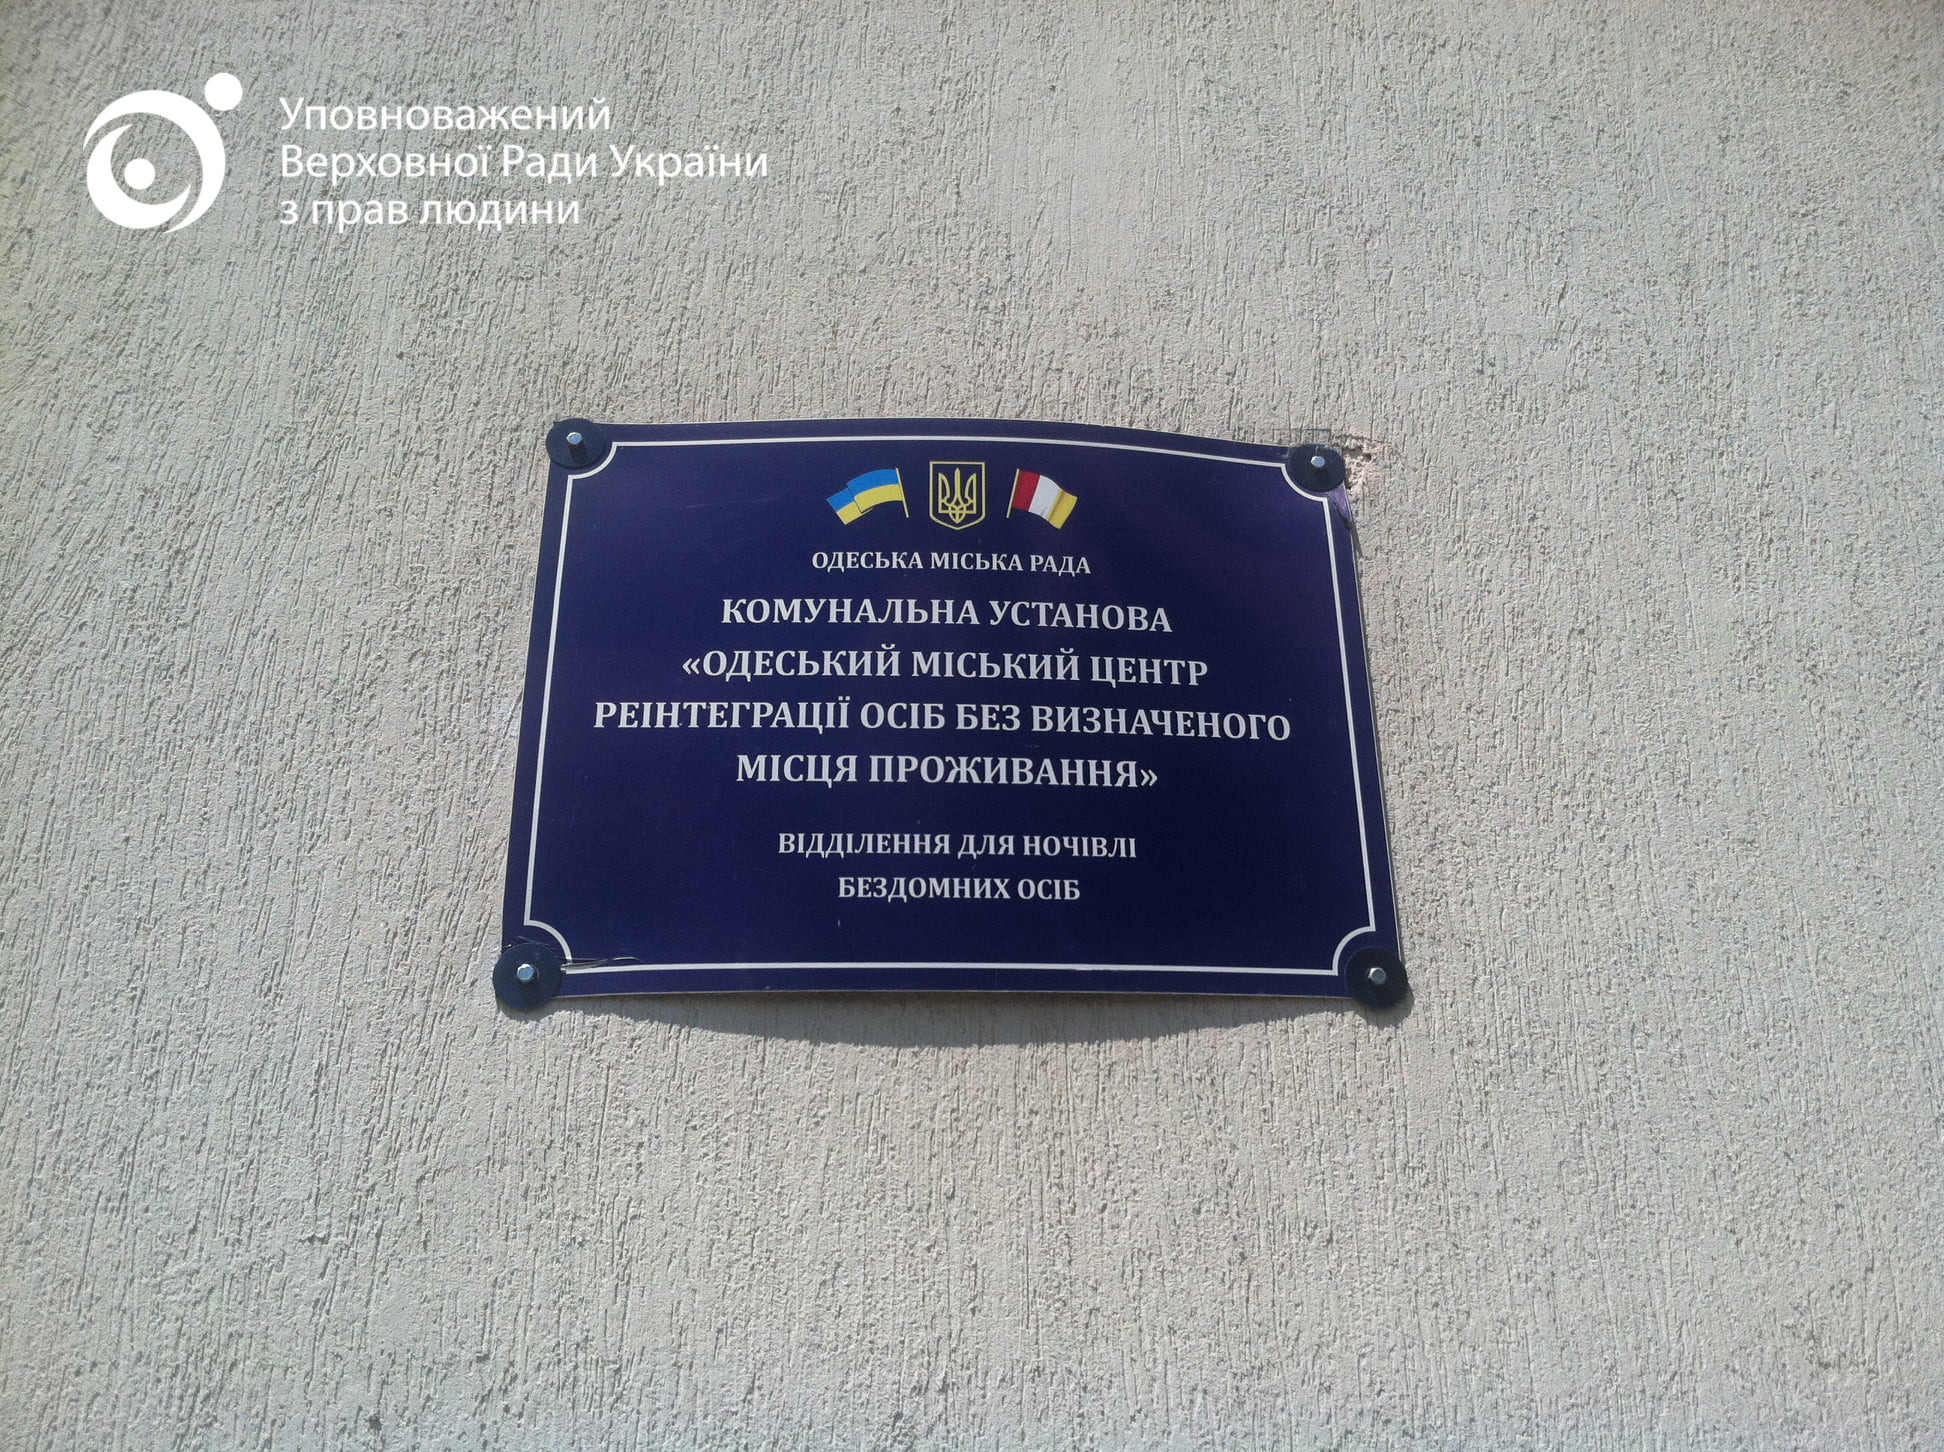 Уповноважений
Верховної Ради України
з прав людини
ОДЕСЬКА МІСЬКА РАДА
КОМУНАЛЬНА УСТАНОВА
«ОДЕСЬКИЙ МІСЬКИЙ ЦЕНТР
РЕІНТЕГРАЦІЇ ОСІБ БЕЗ ВИЗНАЧЕНОГО
МІСЦЯ ПРОЖИВАННЯ»
ВІДДІЛЕННЯ ДЛЯ НОЧІВЛІ
БЕЗДОМНИХ ОСІБ